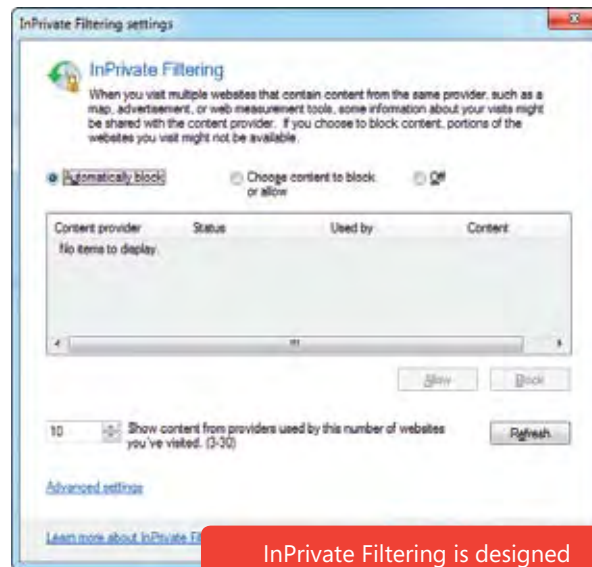 InPrivate Filtering settings
InPrivate Filtering
When you visit multiple websites that contain content from the same provider, such as a
map, advertisement, or web measurement tools, some information about your visits might
be shared with the content provider. If you choose to block content, portions of the
websites you visit might not be available.
Automatically block
Choose content to block
or allow
Off
Content provider Status Used by Content
No items to display.
Allow Block
10 Show content from providers used by this number of websites
you've visited. (3-30)
Refresh
Advanced settings
Learn more about InPrivate
InPrivate Filtering is designed